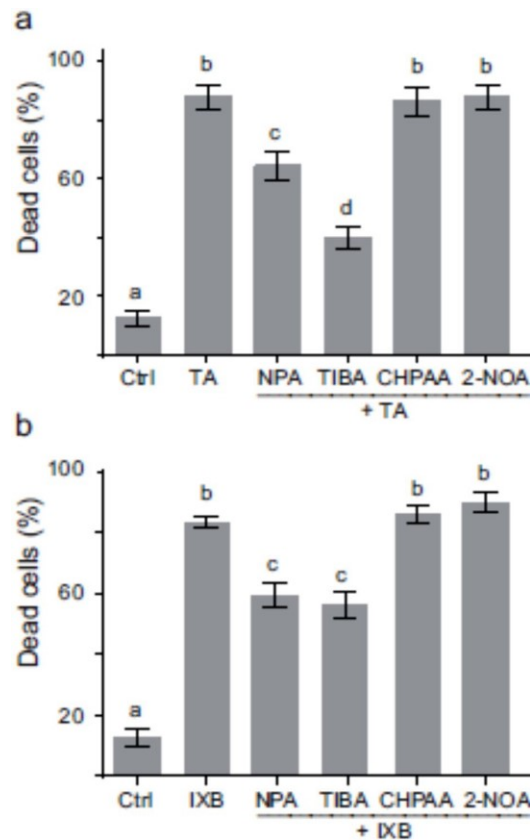 a
Dead cells (%)
100
60
20
b
c
d
b
b
a
Ctrl TA NPA TIBA CHPAA 2-NOA
+ TA
b
Dead cells (%)
100
60
20
b
c
c
b
b
a
Ctrl IXB NPA TIBA CHPAA 2-NOA
+ IXB